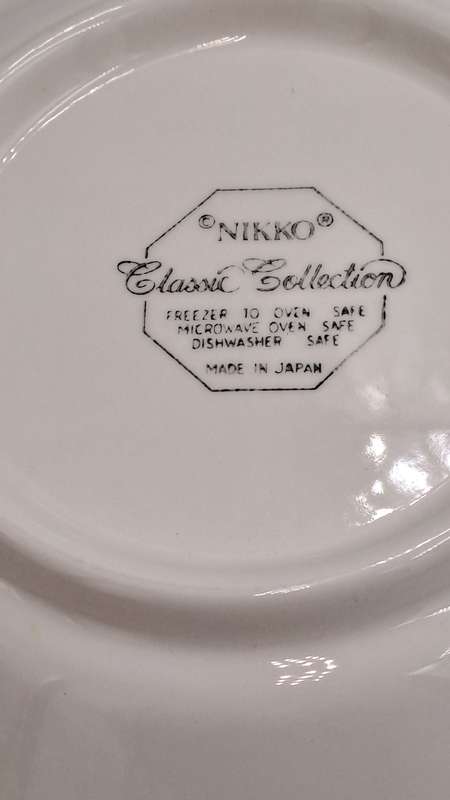 ©NIKKO®
Classic Collection
FREEZER TO OVEN SAFE
MICROWAVE OVEN SAFE
DISHWASHER SAFE
MADE IN JAPAN